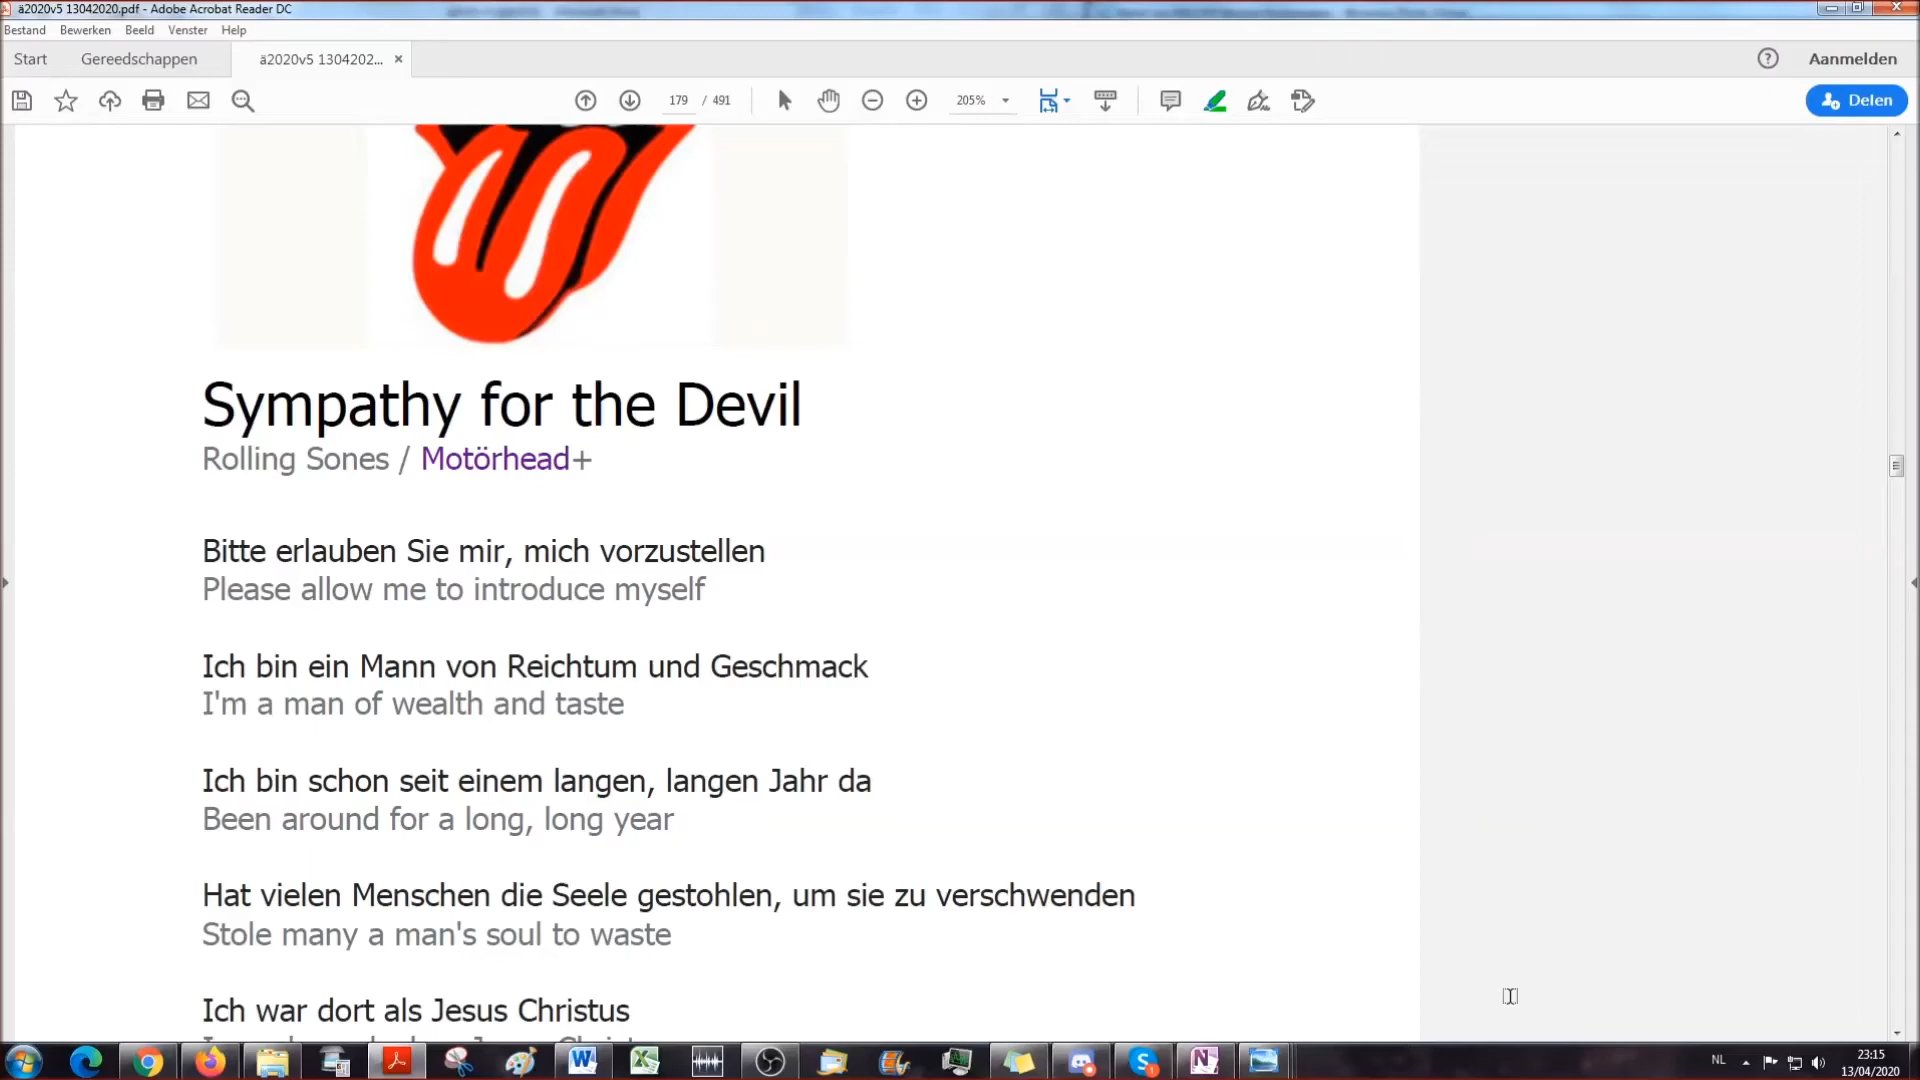 ä2020v5 13042020.pdf - Adobe Acrobat Reader DC
Bestand Bewerken Beeld Venster Help
Start Gereedschappen ä2020v5 1304202... × Aanmelden
179 / 491 205% Delen
Sympathy for the Devil
Rolling Sones / Motörhead+
Bitte erlauben Sie mir, mich vorzustellen
Please allow me to introduce myself
Ich bin ein Mann von Reichtum und Geschmack
I'm a man of wealth and taste
Ich bin schon seit einem langen, langen Jahr da
Been around for a long, long year
Hat vielen Menschen die Seele gestohlen, um sie zu verschwenden
Stole many a man's soul to waste
Ich war dort als Jesus Christus
NL 23:15
13/04/2020